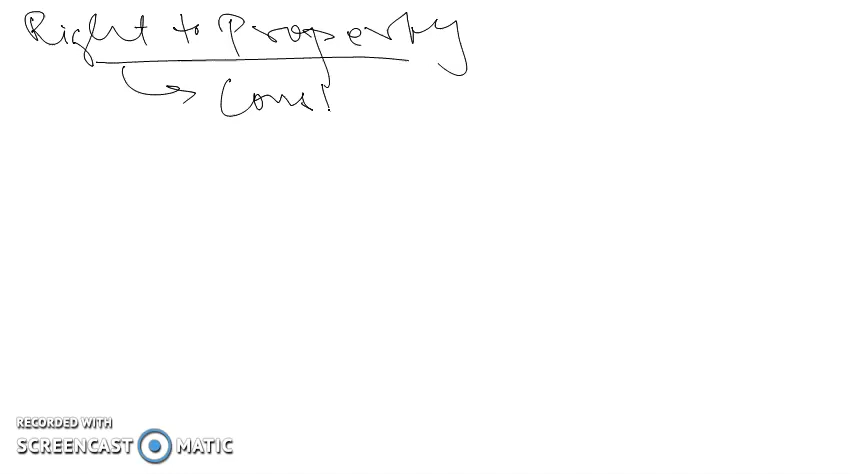 Right to Property
Const
RECORDED WITH
SCREENCAST MATIC